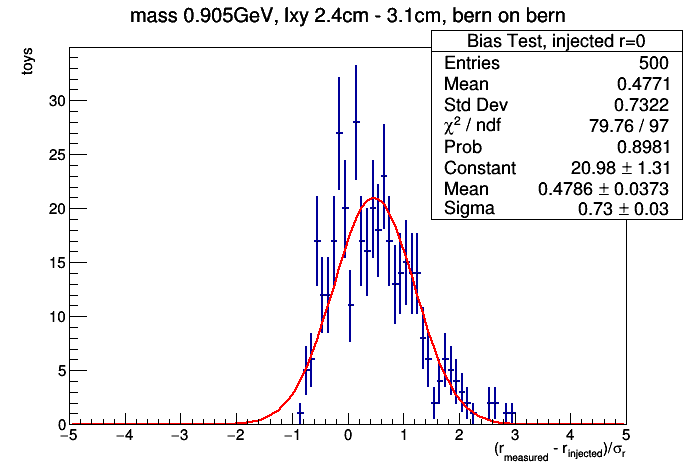 mass 0.905GeV, lxy 2.4cm - 3.1cm, bern on bern
toys
Bias Test, injected r=0
Entries 500
Mean 0.4771
Std Dev 0.7322
χ² / ndf 79.76 / 97
Prob 0.8981
Constant 20.98 ± 1.31
Mean 0.4786 ± 0.0373
Sigma 0.73 ± 0.03
30
25
20
15
10
5
0
−5 −4 −3 −2 −1 0 1 2 3 4 5
(r_measured - r_injected)/σ_r